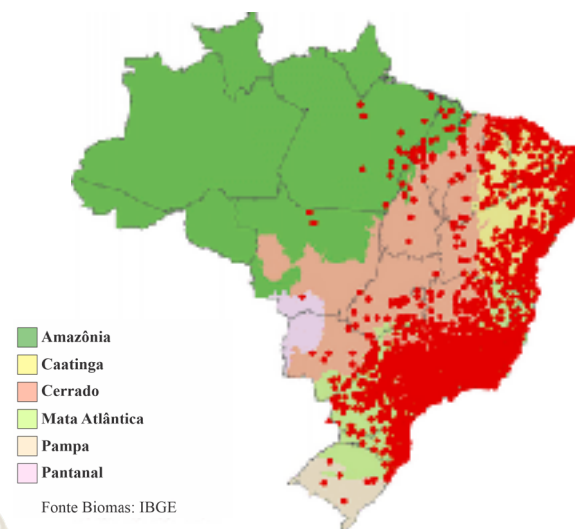 Amazônia
Caatinga
Cerrado
Mata Atlântica
Pampa
Pantanal
Fonte Biomas: IBGE